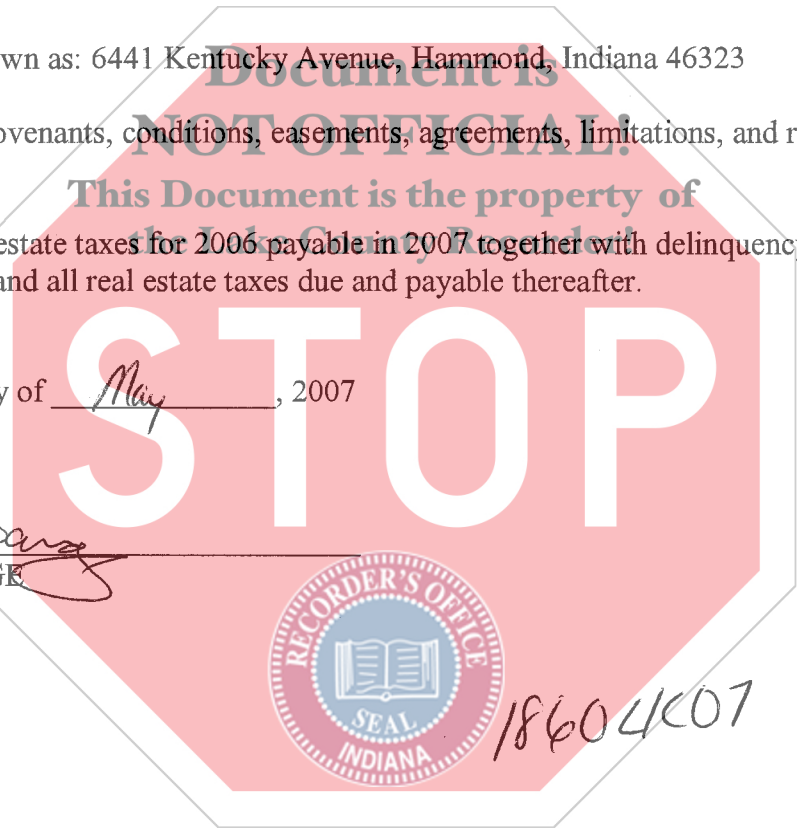 wn as: 6441 Kentucky Avenue, Hammond, Indiana 46323
Document is
ovenants, conditions, easements, agreements, limitations, and r
NOT OFFICIAL!
This Document is the property of
the Lake County Recorder!
estate taxes for 2006 payable in 2007 together with delinquency
and all real estate taxes due and payable thereafter.
STOP
y of May, 2007
GE
RECORDER'S OFFICE
SEAL
INDIANA